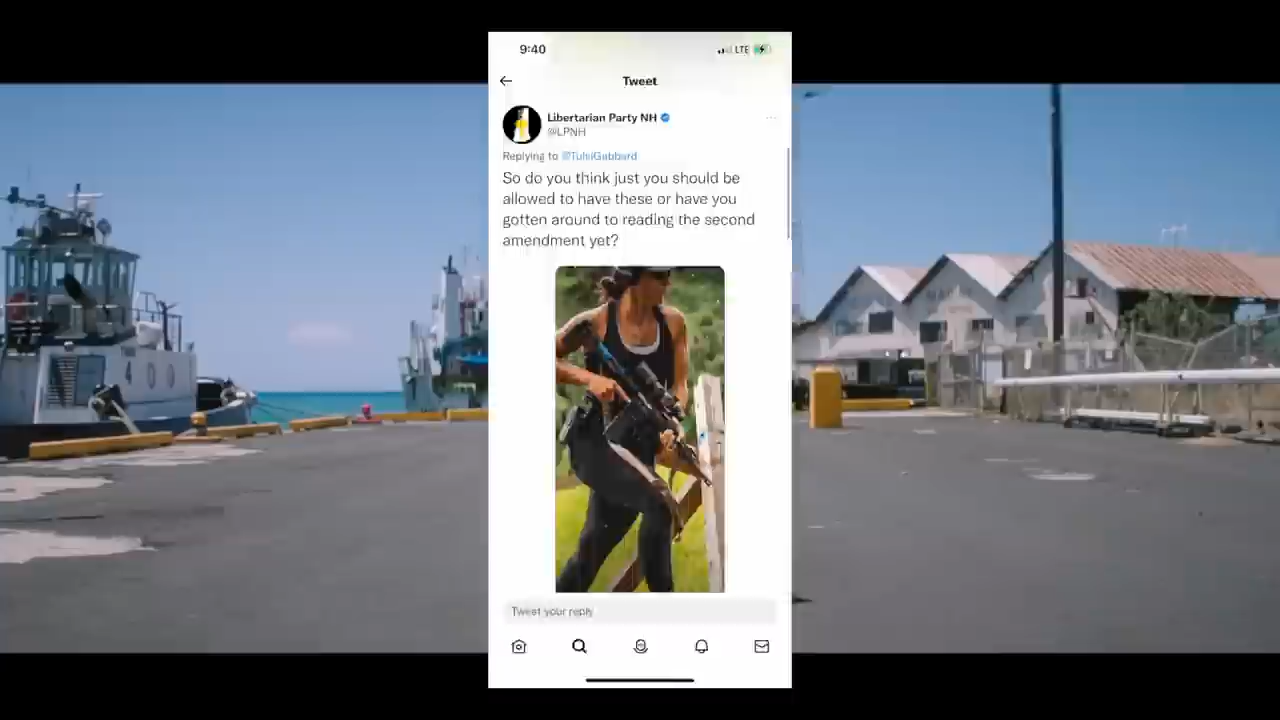 9:40
LTE
Tweet
Libertarian Party NH
@LPNH
Replying to @TulsiGabbard
So do you think just you should be
allowed to have these or have you
gotten around to reading the second
amendment yet?
Tweet your reply
4